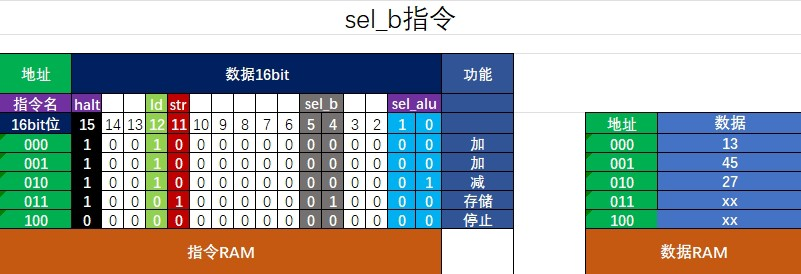 sel_b指令
地址 数据16bit 功能
指令名 halt ld str sel_b sel_alu
16bit位 15 14 13 12 11 10 9 8 7 6 5 4 3 2 1 0 地址 数据
000 1 0 0 1 0 0 0 0 0 0 0 0 0 0 0 0 加 000 13
001 1 0 0 1 0 0 0 0 0 0 0 0 0 0 0 0 加 001 45
010 1 0 0 1 0 0 0 0 0 0 0 0 0 0 0 1 减 010 27
011 1 0 0 0 1 0 0 0 0 0 0 1 0 0 0 0 存储 011 xx
100 0 0 0 0 0 0 0 0 0 0 0 0 0 0 0 0 停止 100 xx
指令RAM 数据RAM